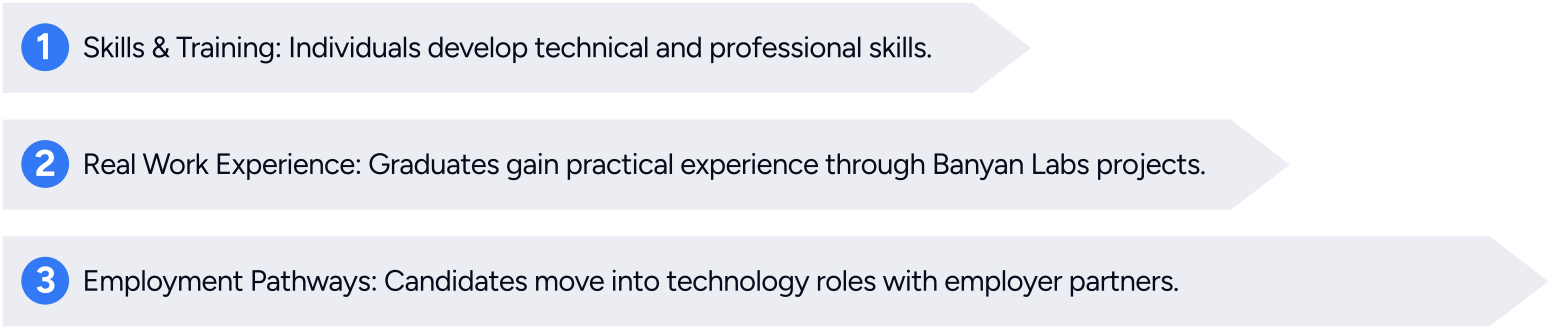 1 Skills & Training: Individuals develop technical and professional skills.
2 Real Work Experience: Graduates gain practical experience through Banyan Labs projects.
3 Employment Pathways: Candidates move into technology roles with employer partners.